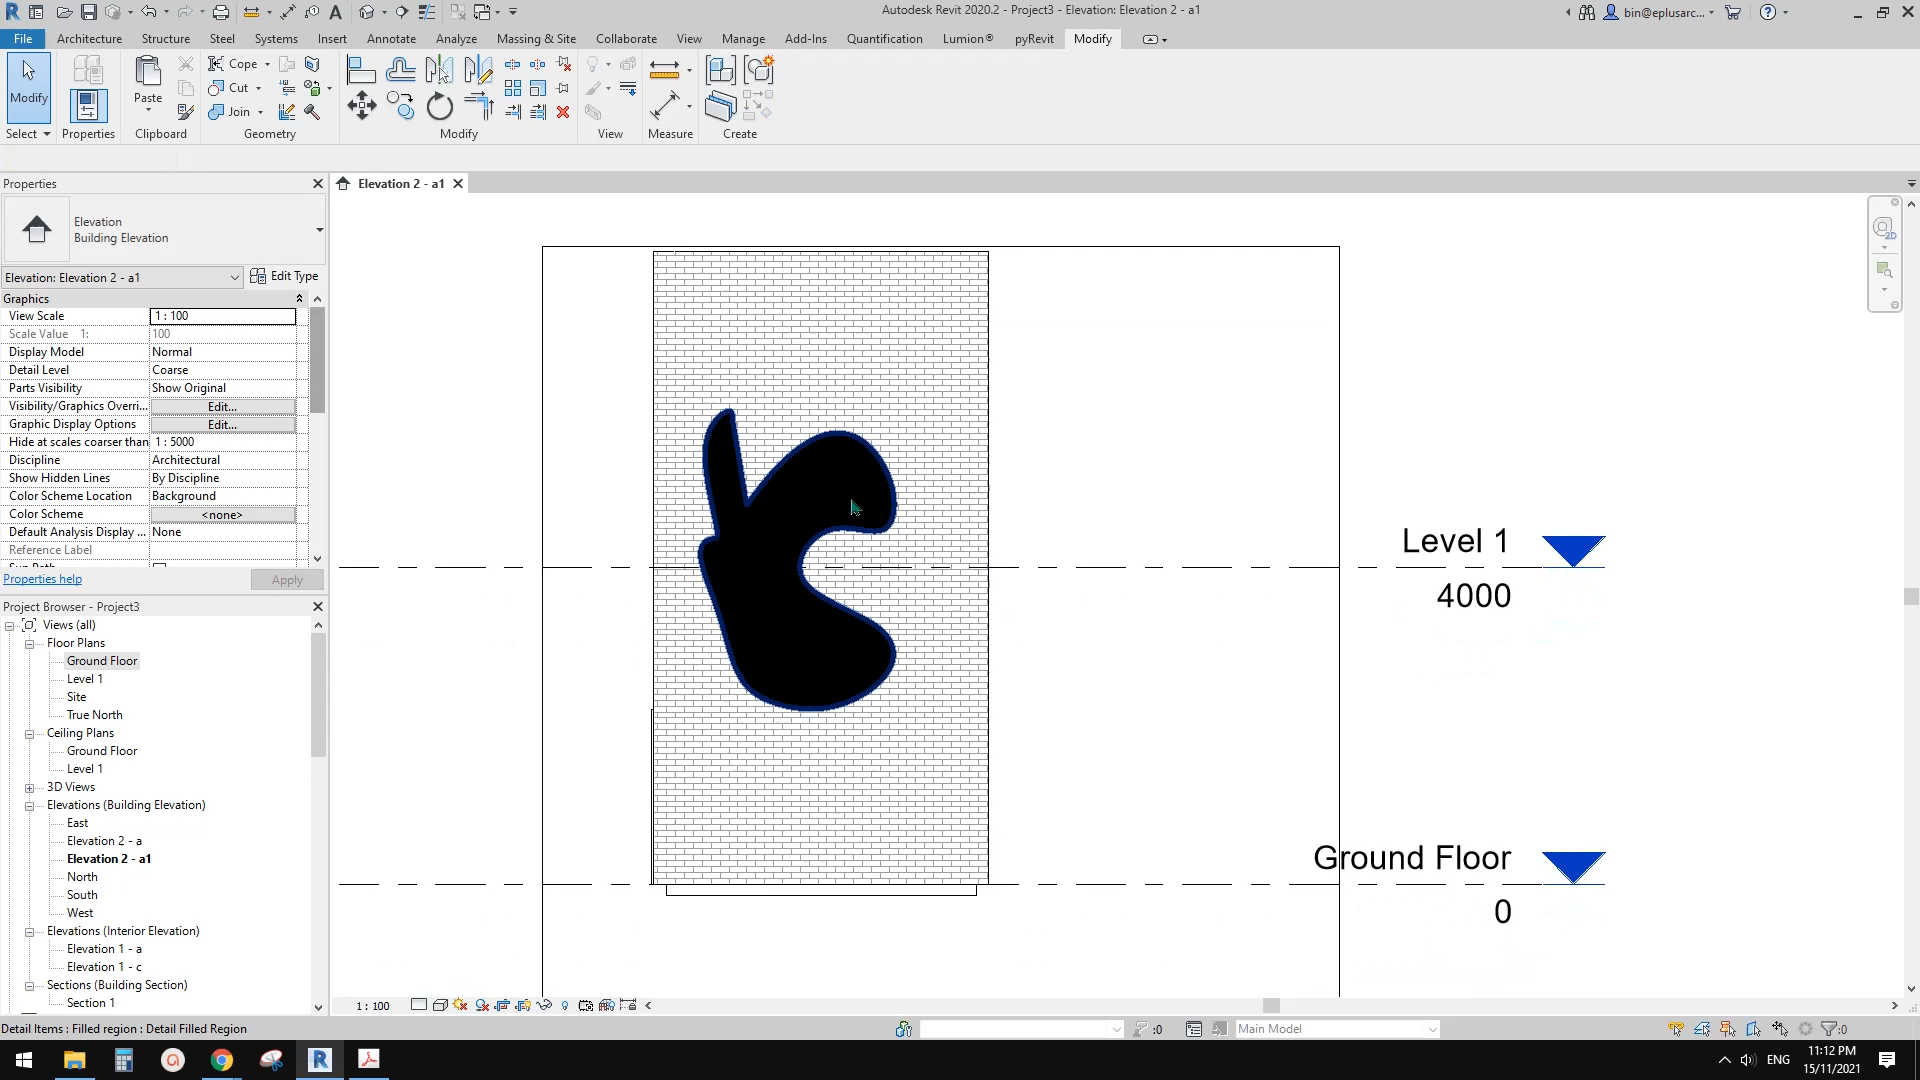 Autodesk Revit 2020.2 - Project3 - Elevation: Elevation 2 - a1
bin@eplusarc...
File Architecture Structure Steel Systems Insert Annotate Analyze Massing & Site Collaborate View Manage Add-Ins Quantification Lumion® pyRevit Modify
Modify
Paste
Cope
Cut
Join
Select Properties Clipboard Geometry Modify View Measure Create
Properties
Elevation 2 - a1
Elevation
Building Elevation
Elevation: Elevation 2 - a1 Edit Type
Graphics
View Scale 1 : 100
Scale Value 1: 100
Display Model Normal
Detail Level Coarse
Parts Visibility Show Original
Visibility/Graphics Overri... Edit...
Graphic Display Options Edit...
Hide at scales coarser than 1 : 5000
Discipline Architectural
Show Hidden Lines By Discipline
Color Scheme Location Background
Color Scheme <none>
Default Analysis Display ... None
Reference Label
Sun Path
Properties help Apply
Project Browser - Project3
Views (all)
Floor Plans
Ground Floor
Level 1
Site
True North
Ceiling Plans
Ground Floor
Level 1
3D Views
Elevations (Building Elevation)
East
Elevation 2 - a
Elevation 2 - a1
North
South
West
Elevations (Interior Elevation)
Elevation 1 - a
Elevation 1 - c
Sections (Building Section)
Section 1
2D
Level 1
4000
Ground Floor
0
1 : 100
Detail Items : Filled region : Detail Filled Region
:0
Main Model
:0
ENG
11:12 PM
15/11/2021